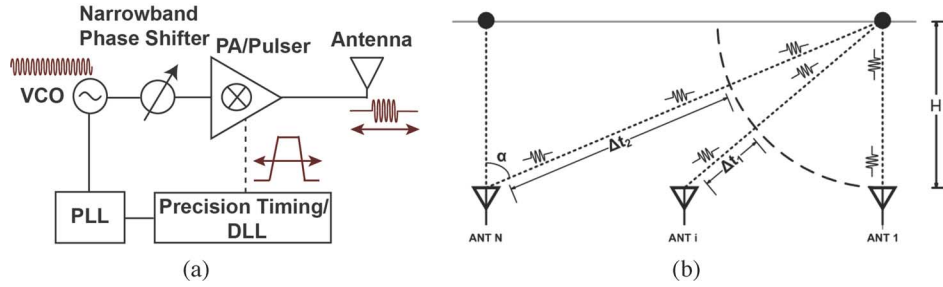 Narrowband
Phase Shifter
PA/Pulser
Antenna
VCO
PLL
Precision Timing/
DLL
(a)
H
α
Δt₂
Δt₁
ANT N
ANT i
ANT 1
(b)